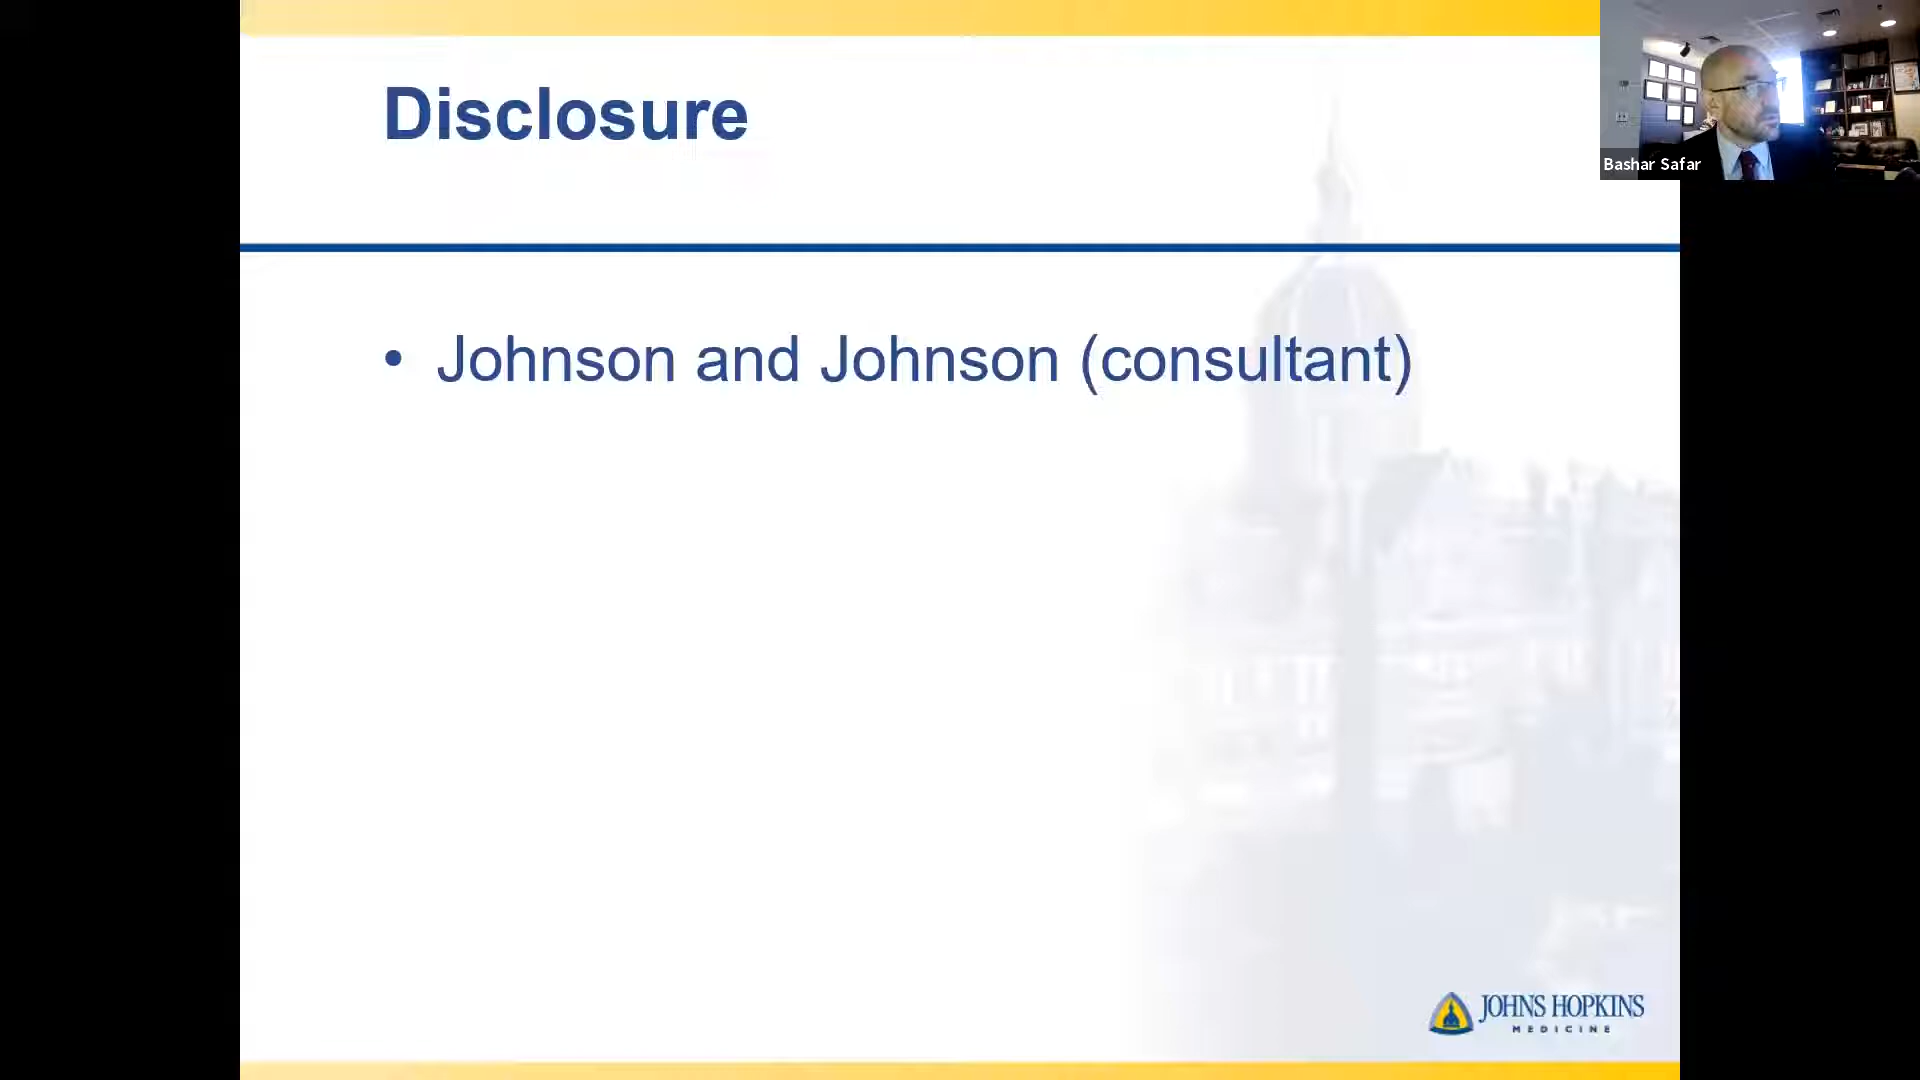 Disclosure
Bashar Safar
• Johnson and Johnson (consultant)
JOHNS HOPKINS
MEDICINE